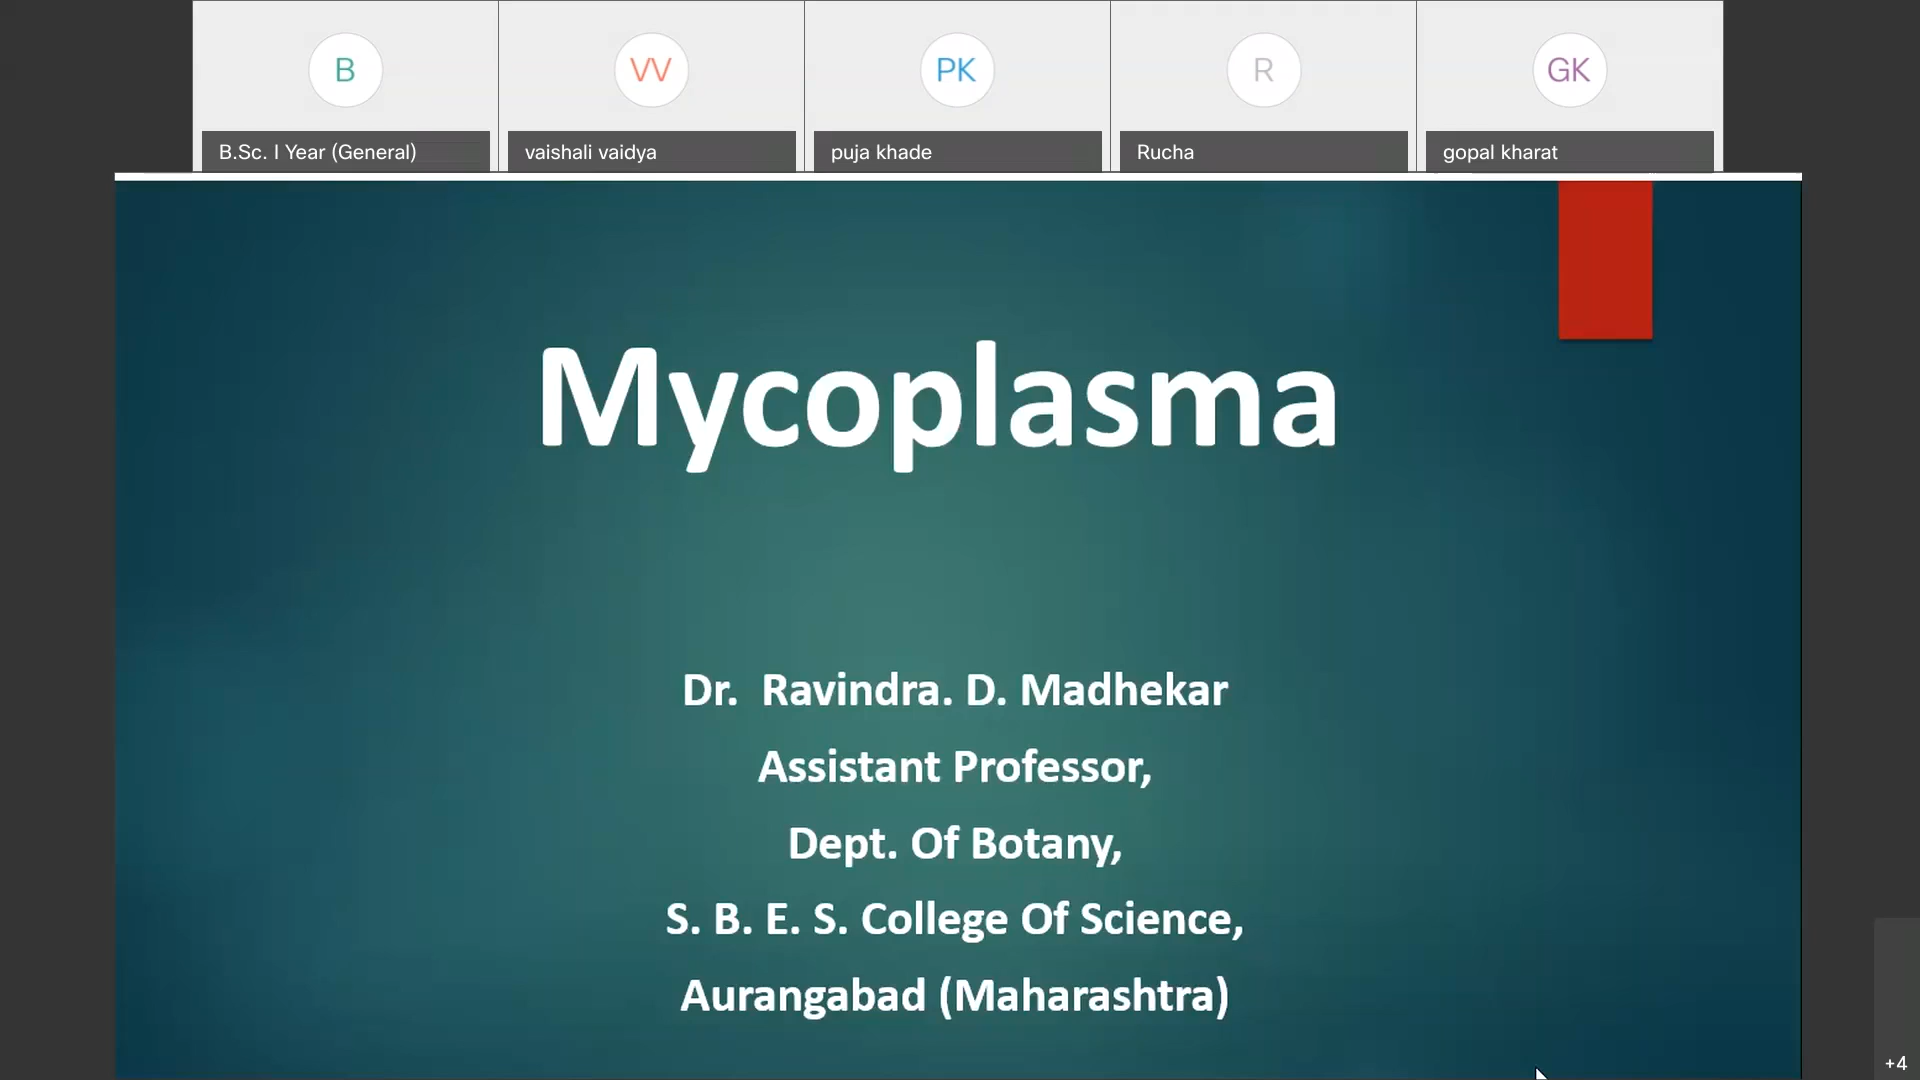 B
VV
PK
R
GK
B.Sc. I Year (General)
vaishali vaidya
puja khade
Rucha
gopal kharat
Mycoplasma
Dr. Ravindra. D. Madhekar
Assistant Professor,
Dept. Of Botany,
S. B. E. S. College Of Science,
Aurangabad (Maharashtra)
+4